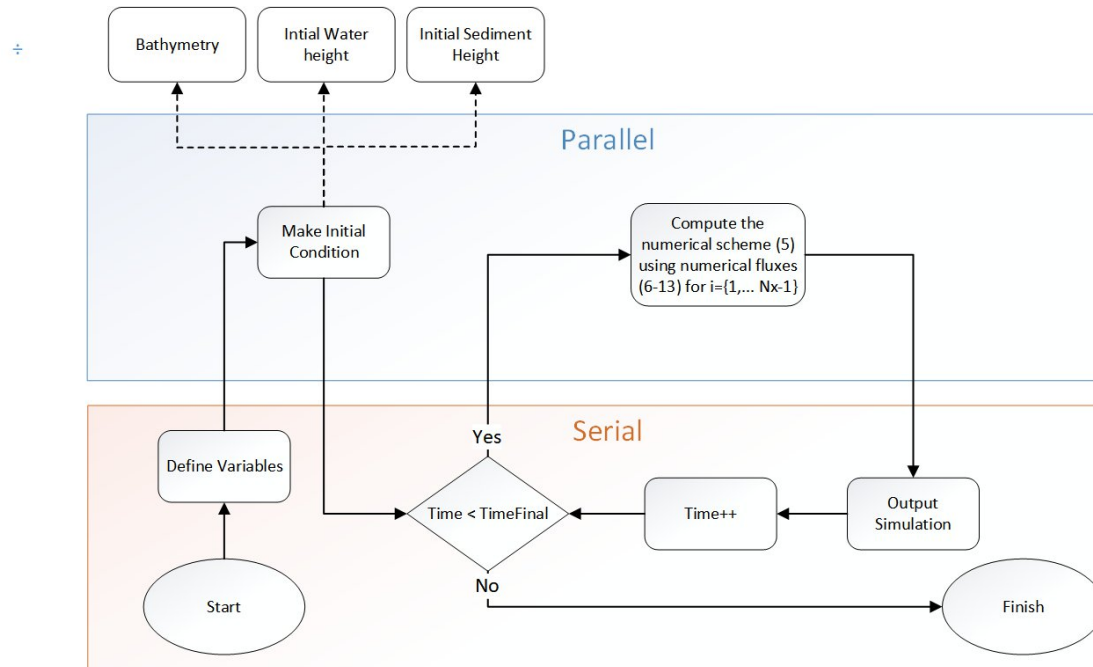 ÷
Bathymetry
Intial Water
height
Initial Sediment
Height
Parallel
Make Initial
Condition
Compute the
numerical scheme (5)
using numerical fluxes
(6-13) for i={1,... Nx-1}
Serial
Yes
Define Variables
Time < TimeFinal
Time++
Output
Simulation
No
Start
Finish